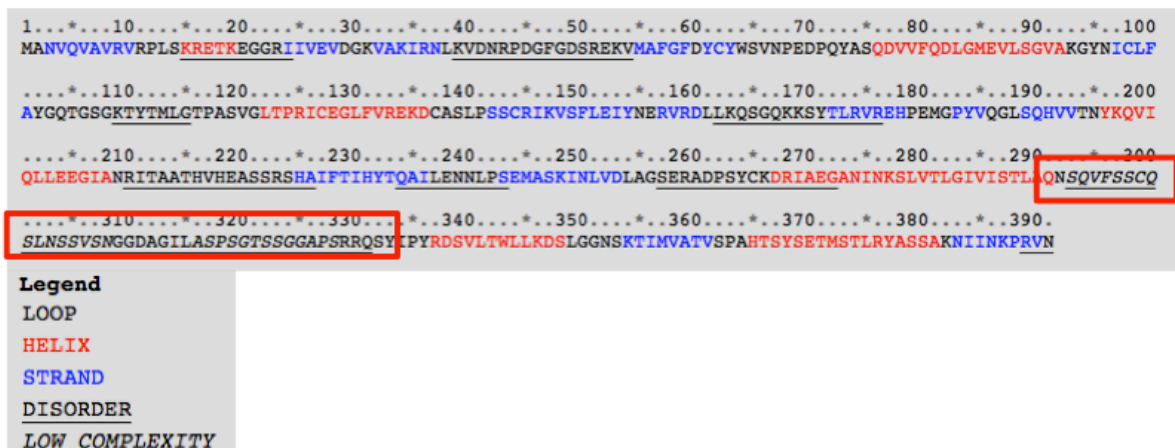 1...*...10....*...20....*...30....*...40....*...50....*...60....*...70....*...80....*...90....*..100
MANVQVAVRVRPLSKRETKEGGRIIVEVDGKVAKIRNLKVDNRPDGFGDSREKVMAFGFDYCYWSVNPEDPQYASQDVVFQDLGMEVLSGVAKGYNICLF
....*..110....*..120....*..130....*..140....*..150....*..160....*..170....*..180....*..190....*..200
AYGQTGSGKTYTMLGTPASVGLTPRICEGLFVREKDCASLPSSCRIKVSFLEIYNERVRDLLKQSGQKKSYTLRVREHPEMGPYVQGLSQHVVTNYKQVI
....*..210....*..220....*..230....*..240....*..250....*..260....*..270....*..280....*..290....*..300
QLLEEGIANRITAATHVHEASSRSHAIFTIHYTQAILENNLPSEMASKINLVDLAGSERADPSYCKDRIAEGANINKSLVTLGIVISTLAQNSQVFSSCQ
....*..310....*..320....*..330....*..340....*..350....*..360....*..370....*..380....*..390.
SLNSSVSNGGDAGILASPSGTSSGGAPSRRQSYIPYRDSVLTWLLKDSLGGNSKTIMVATVSPAHTSYSETMSTLRYASSAKNIINKPRVN
Legend
LOOP
HELIX
STRAND
DISORDER
LOW COMPLEXITY